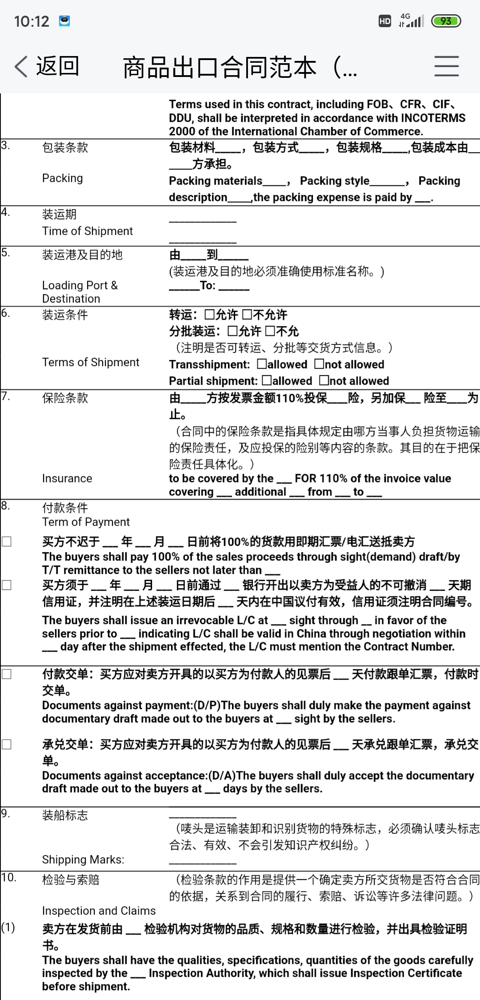 10:12
HD 4G 93
返回 商品出口合同范本（...
Terms used in this contract, including FOB、CFR、CIF、
DDU, shall be interpreted in accordance with INCOTERMS
2000 of the International Chamber of Commerce.
3. 包装条款 包装材料_____，包装方式_____，包装规格_____,包装成本由__
_____方承担。
Packing Packing materials____， Packing style______， Packing
description____,the packing expense is paid by ___.
4. 装运期 _____________
Time of Shipment
_____________
5. 装运港及目的地 由_____到______
(装运港及目的地必须准确使用标准名称。)
Loading Port & ______To: ______
Destination
6. 装运条件 转运：□允许 □不允许
分批装运：□允许 □不允
（注明是否可转运、分批等交货方式信息。）
Terms of Shipment Transshipment: □allowed □not allowed
Partial shipment: □allowed □not allowed
7. 保险条款 由_____方按发票金额110%投保____险，另加保___ 险至____为
止。
（合同中的保险条款是指具体规定由哪方当事人负担货物运输
的保险责任，及应投保的险别等内容的条款。其目的在于把保
险责任具体化。）
Insurance to be covered by the ___ FOR 110% of the invoice value
covering ___ additional ___ from ___ to ___
8. 付款条件
Term of Payment
□ 买方不迟于 ___ 年 ___ 月 ___ 日前将100%的货款用即期汇票/电汇送抵卖方
The buyers shall pay 100% of the sales proceeds through sight(demand) draft/by
T/T remittance to the sellers not later than ___
□ 买方须于 ___ 年 ___ 月 ___ 日前通过 ___ 银行开出以卖方为受益人的不可撤消 ___ 天期
信用证，并注明在上述装运日期后 ___ 天内在中国议付有效，信用证须注明合同编号。
The buyers shall issue an irrevocable L/C at ___ sight through __ in favor of the
sellers prior to ___ indicating L/C shall be valid in China through negotiation within
___ day after the shipment effected, the L/C must mention the Contract Number.
□ 付款交单：买方应对卖方开具的以买方为付款人的见票后 ___ 天付款跟单汇票，付款时
交单。
Documents against payment:(D/P)The buyers shall duly make the payment against
documentary draft made out to the buyers at ___ sight by the sellers.
□ 承兑交单：买方应对卖方开具的以买方为付款人的见票后 ___ 天承兑跟单汇票，承兑交
单。
Documents against acceptance:(D/A)The buyers shall duly accept the documentary
draft made out to the buyers at ___ days by the sellers.
9. 装船标志 _____________
（唛头是运输装卸和识别货物的特殊标志，必须确认唛头标志
合法、有效、不会引发知识产权纠纷。）
Shipping Marks: _____________
10. 检验与索赔 （检验条款的作用是提供一个确定卖方所交货物是否符合合同
的依据，关系到合同的履行、索赔、诉讼等许多法律问题。）
Inspection and Claims
(1) 卖方在发货前由 ___ 检验机构对货物的品质、规格和数量进行检验，并出具检验证明
书。
The buyers shall have the qualities, specifications, quantities of the goods carefully
inspected by the ___ Inspection Authority, which shall issue Inspection Certificate
before shipment.